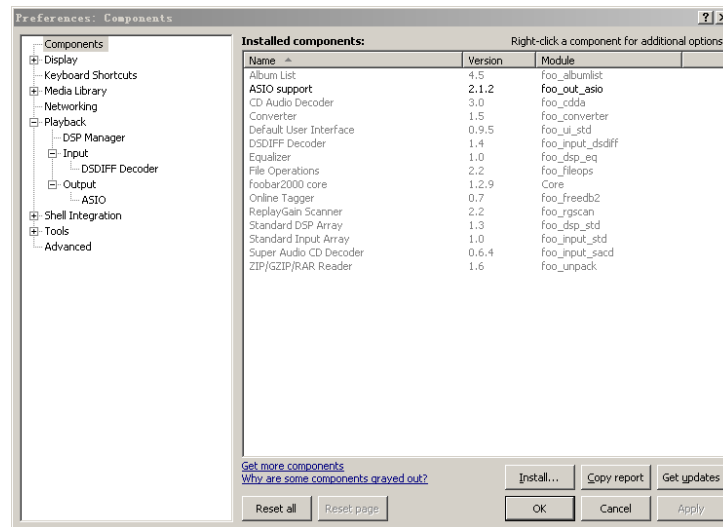 Preferences: Components
Components
Display
Keyboard Shortcuts
Media Library
Networking
Playback
DSP Manager
Input
DSDIFF Decoder
Output
ASIO
Shell Integration
Tools
Advanced
Installed components: Right-click a component for additional options
Name Version Module
Album List 4.5 foo_albumlist
ASIO support 2.1.2 foo_out_asio
CD Audio Decoder 3.0 foo_cdda
Converter 1.5 foo_converter
Default User Interface 0.9.5 foo_ui_std
DSDIFF Decoder 1.4 foo_input_dsdiff
Equalizer 1.0 foo_dsp_eq
File Operations 2.2 foo_fileops
foobar2000 core 1.2.9 Core
Online Tagger 0.7 foo_freedb2
ReplayGain Scanner 2.2 foo_rgscan
Standard DSP Array 1.3 foo_dsp_std
Standard Input Array 1.0 foo_input_std
Super Audio CD Decoder 0.6.4 foo_input_sacd
ZIP/GZIP/RAR Reader 1.6 foo_unpack
Get more components
Why are some components grayed out?
Install... Copy report Get updates
Reset all Reset page OK Cancel Apply